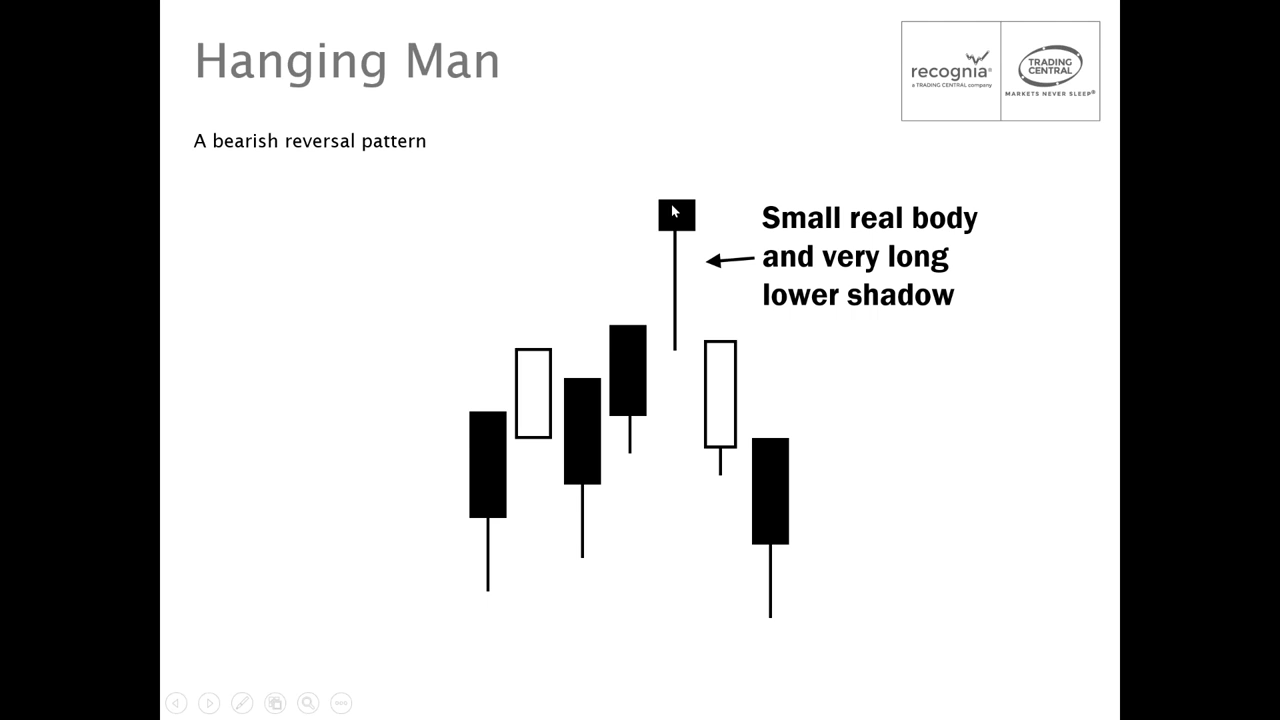 Hanging Man
recognia®
a TRADING CENTRAL company
TRADING
CENTRAL
MARKETS NEVER SLEEP®
A bearish reversal pattern
Small real body
and very long
lower shadow